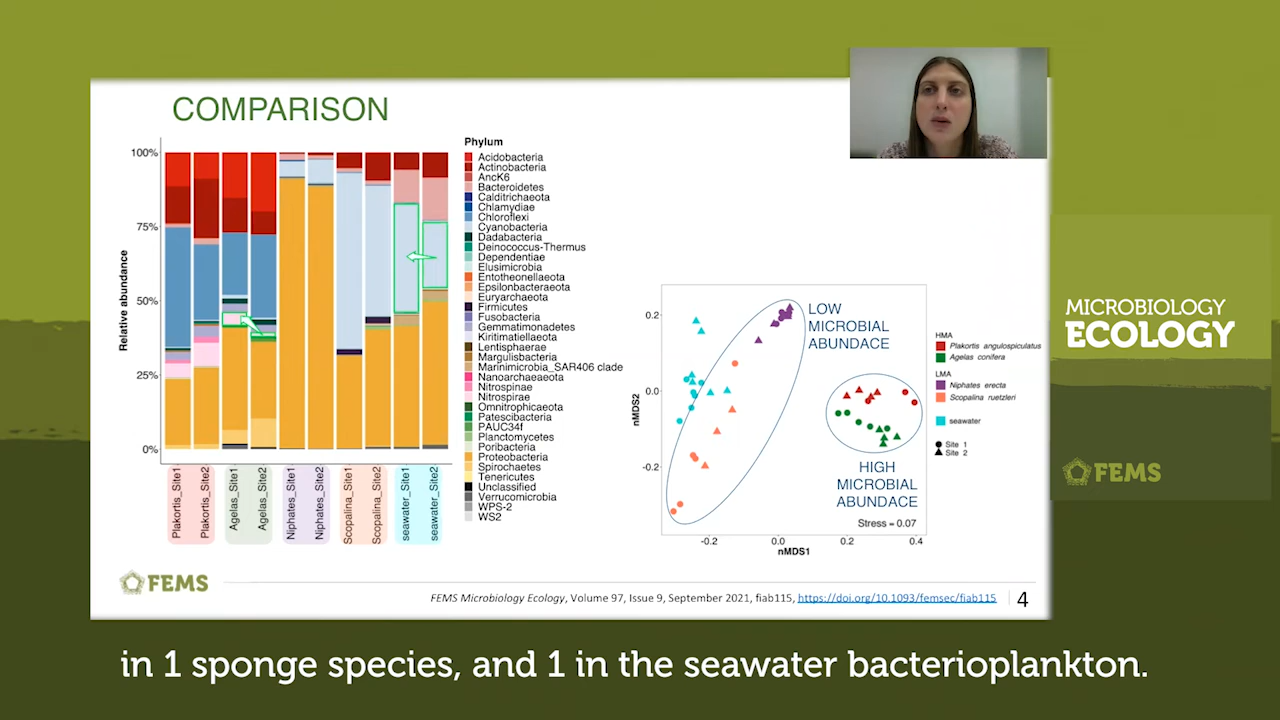 COMPARISON
Relative abundance
100%
75%
50%
25%
0%
Plakortis_Site1
Plakortis_Site2
Agelas_Site1
Agelas_Site2
Niphates_Site1
Niphates_Site2
Scopalina_Site1
Scopalina_Site2
seawater_Site1
seawater_Site2
Phylum
Acidobacteria
Actinobacteria
AncK6
Bacteroidetes
Calditrichaeota
Chlamydiae
Chloroflexi
Cyanobacteria
Dadabacteria
Deinococcus-Thermus
Dependentiae
Elusimicrobia
Entotheonellaeota
Epsilonbacteraeota
Euryarchaeota
Firmicutes
Fusobacteria
Gemmatimonadetes
Kiritimatiellaeota
Lentisphaerae
Margulisbacteria
Marinimicrobia_SAR406 clade
Nanoarchaeaeota
Nitrospinae
Nitrospirae
Omnitrophicaeota
Patescibacteria
PAUC34f
Planctomycetes
Poribacteria
Proteobacteria
Spirochaetes
Tenericutes
Unclassified
Verrucomicrobia
WPS-2
WS2
nMDS2
0.2
0.0
-0.2
-0.2
0.0
0.2
0.4
nMDS1
LOW
MICROBIAL
ABUNDACE
HIGH
MICROBIAL
ABUNDACE
Stress = 0.07
HMA
Plakortis angulospiculatus
Agelas conifera
LMA
Niphates erecta
Scopalina ruetzleri
seawater
Site 1
Site 2
FEMS
FEMS Microbiology Ecology, Volume 97, Issue 9, September 2021, fiab115, https://doi.org/10.1093/femsec/fiab115
4
MICROBIOLOGY
ECOLOGY
FEMS
in 1 sponge species, and 1 in the seawater bacterioplankton.